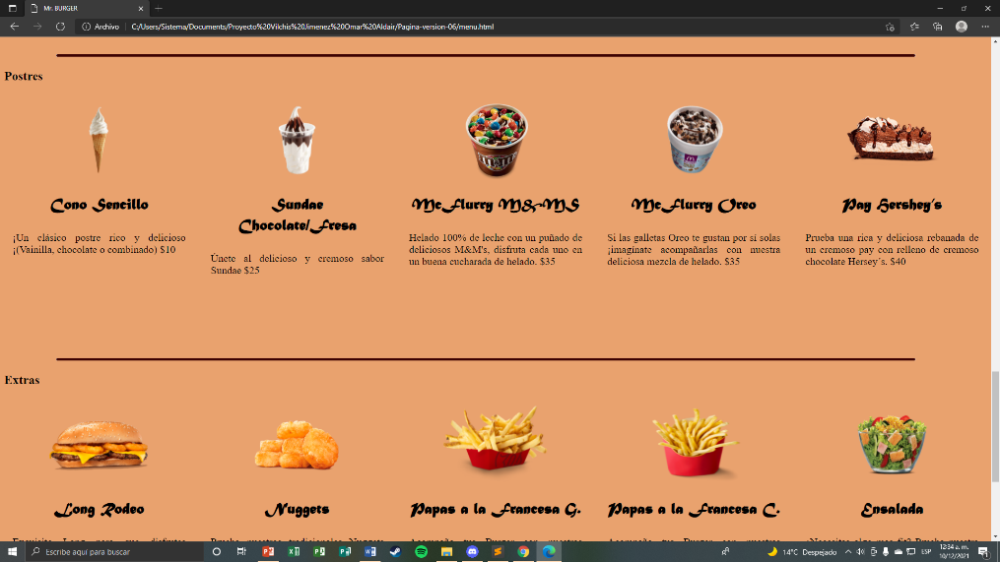 Mr. BURGER
Archivo
C:/Users/Sistema/Documents/Proyecto%20Vilchis%20Jimenez%20Omar%20Aldair/Pagina-version-06/menu.html
Postres
Cono Sencillo
¡Un clásico postre rico y delicioso
¡(Vainilla, chocolate o combinado) $10
Sundae
Chocolate/Fresa
Únete al delicioso y cremoso sabor
Sundae $25
McFlurry M&MS
Helado 100% de leche con un puñado de
deliciosos M&M's, disfruta cada uno en
un buena cucharada de helado. $35
McFlurry Oreo
Si las galletas Oreo te gustan por si solas
¡imagínate acompañarlas con nuestra
deliciosa mezcla de helado. $35
Pay Hershey´s
Prueba una rica y deliciosa rebanada de
un cremoso pay con relleno de cremoso
chocolate Hersey´s. $40
Extras
Long Rodeo
Nuggets
Papas a la Francesa G.
Papas a la Francesa C.
Ensalada
Escribe aquí para buscar
14°C Despejado
ESP
12:34 a. m.
10/12/2021